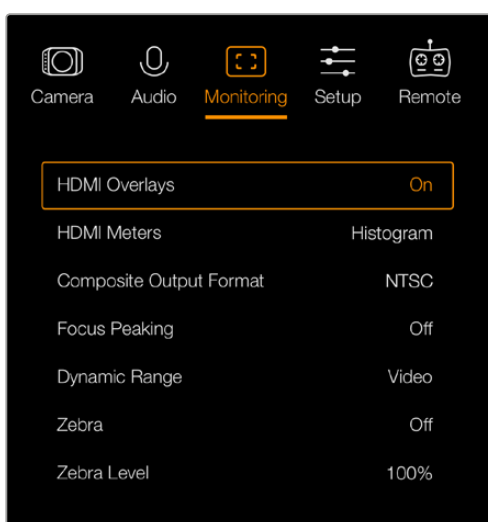 Camera Audio Monitoring Setup Remote
HDMI Overlays On
HDMI Meters Histogram
Composite Output Format NTSC
Focus Peaking Off
Dynamic Range Video
Zebra Off
Zebra Level 100%